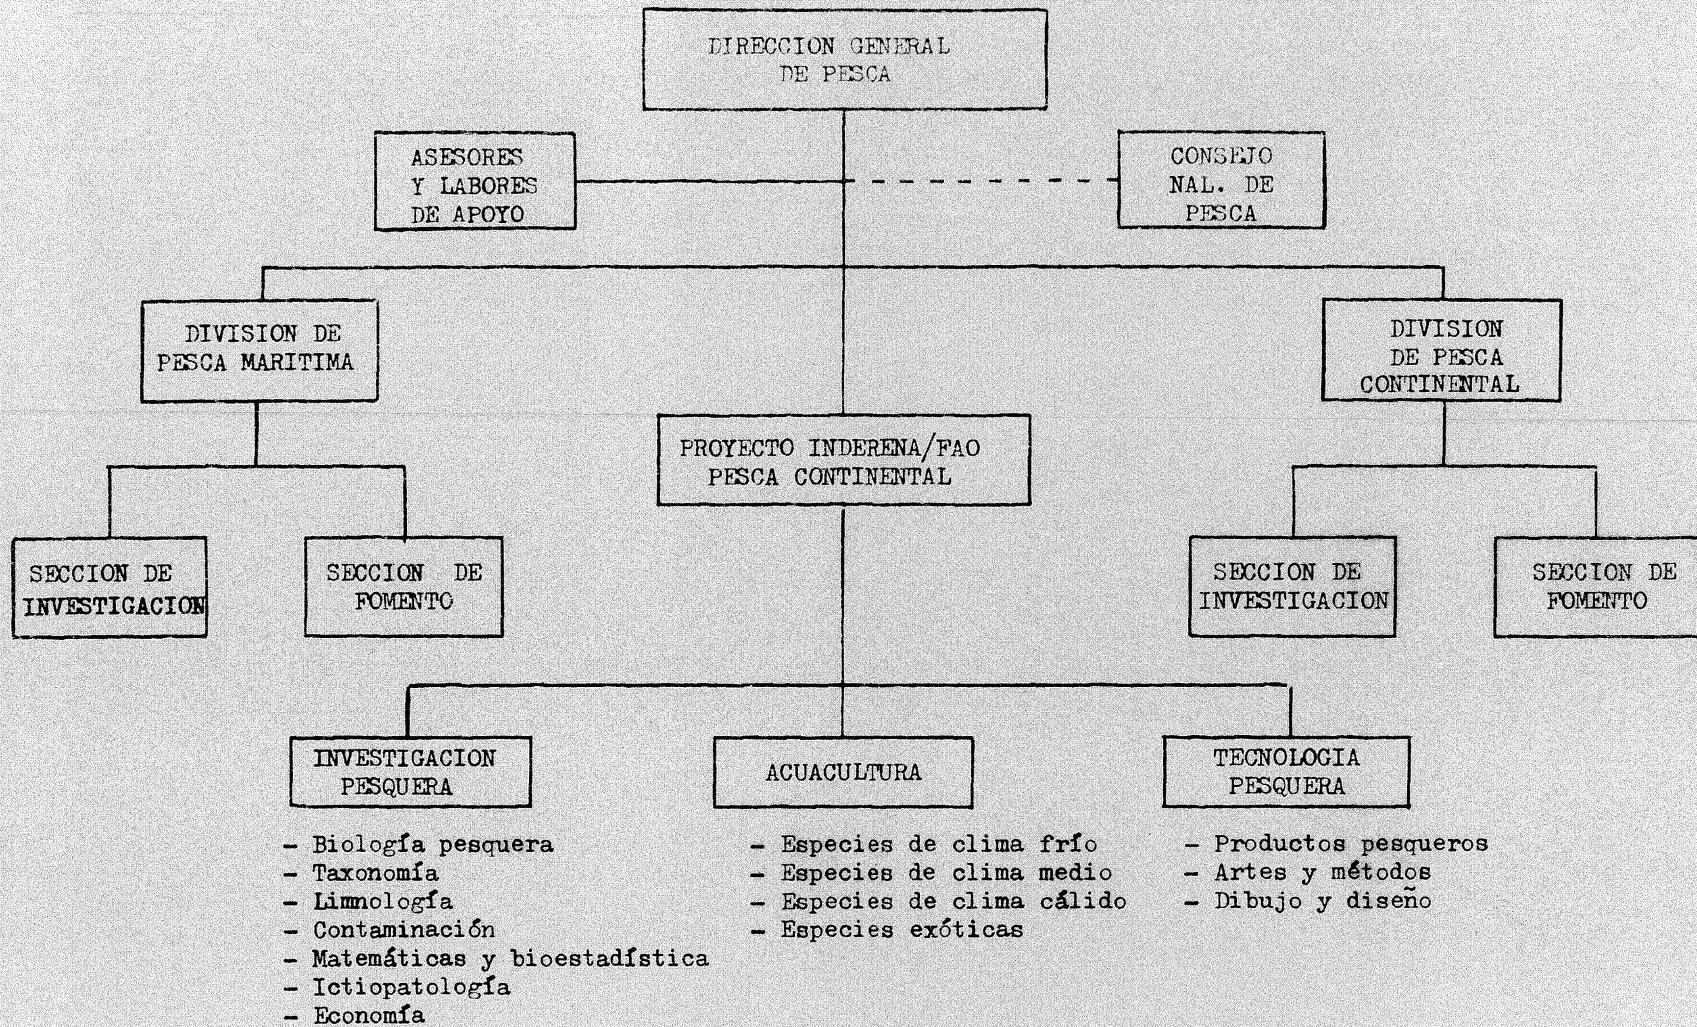 DIRECCION GENERAL
DE PESCA
ASESORES
Y LABORES
DE APOYO
CONSEJO
NAL. DE
PESCA
DIVISION DE
PESCA MARITIMA
DIVISION
DE PESCA
CONTINENTAL
PROYECTO INDERENA/FAO
PESCA CONTINENTAL
SECCION DE
INVESTIGACION
SECCION DE
FOMENTO
SECCION DE
INVESTIGACION
SECCION DE
FOMENTO
INVESTIGACION
PESQUERA
- Biología pesquera
- Taxonomía
- Limnología
- Contaminación
- Matemáticas y bioestadística
- Ictiopatología
- Economía
ACUACULTURA
- Especies de clima frío
- Especies de clima medio
- Especies de clima cálido
- Especies exóticas
TECNOLOGIA
PESQUERA
- Productos pesqueros
- Artes y métodos
- Dibujo y diseño